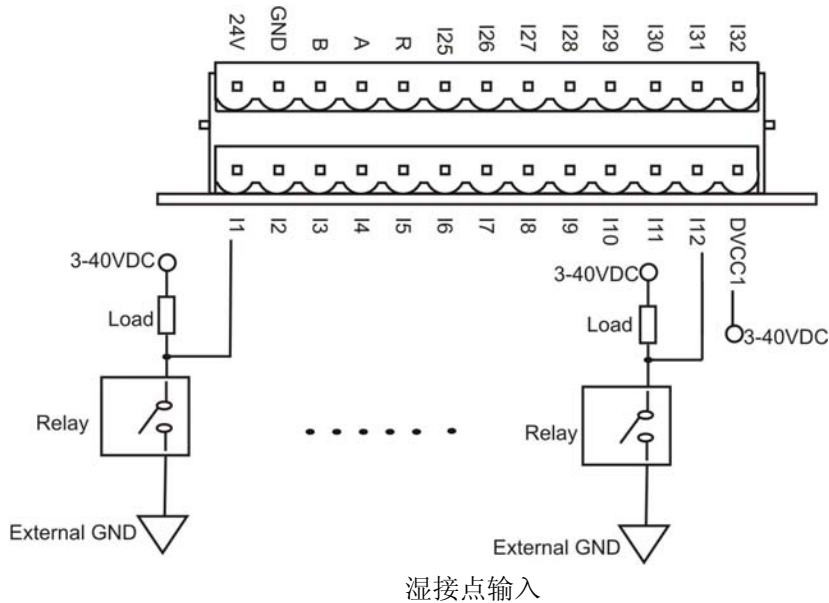 24V GND B A R I25 I26 I27 I28 I29 I30 I31 I32
I1 I2 I3 I4 I5 I6 I7 I8 I9 I10 I11 I12 DVCC1
3-40VDC
Load
Relay
External GND
3-40VDC
Load
3-40VDC
Relay
External GND
湿接点输入